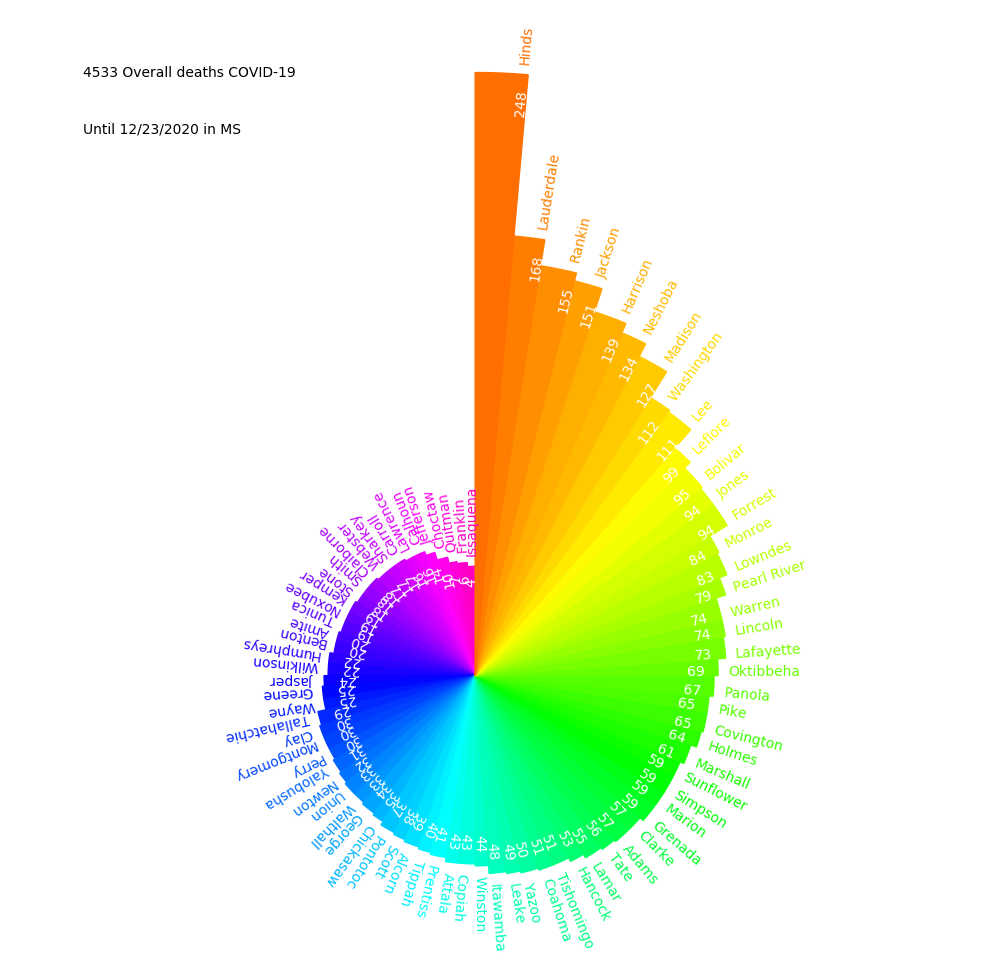 4533 Overall deaths COVID-19
Until 12/23/2020 in MS
Hinds
248
Lauderdale
168
Rankin
155
Jackson
151
Harrison
139
Neshoba
134
Madison
127
Washington
112
Lee
111
Leflore
99
Bolivar
95
Jones
94
Forrest
94
Monroe
84
Lowndes
83
Pearl River
79
Warren
74
Lincoln
74
Lafayette
73
Oktibbeha
69
Panola
67
Pike
65
Covington
65
Holmes
64
Marshall
61
Sunflower
59
Simpson
59
Marion
59
Grenada
59
Clarke
57
Adams
57
Tate
56
Lamar
55
Hancock
53
Tishomingo
51
Coahoma
51
Yazoo
50
Leake
49
Itawamba
48
Winston
44
Copiah
43
Attala
43
Prentiss
41
Tippah
40
Alcorn
Scott
Pontotoc
Chickasaw
George
Walthall
Union
Newton
Yalobusha
Perry
Montgomery
Clay
Tallahatchie
29
Wayne
Greene
Jasper
Wilkinson
Humphreys
Benton
Amite
Tunica
Noxubee
Kemper
Stone
Smith
Claiborne
Webster
Sharkey
Carroll
Lawrence
Calhoun
Jefferson
Choctaw
Quitman
Franklin
Issaquena